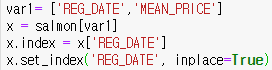 var1= ['REG_DATE','MEAN_PRICE']
x = salmon[var1]
x.index = x['REG_DATE']
x.set_index('REG_DATE', inplace=True)